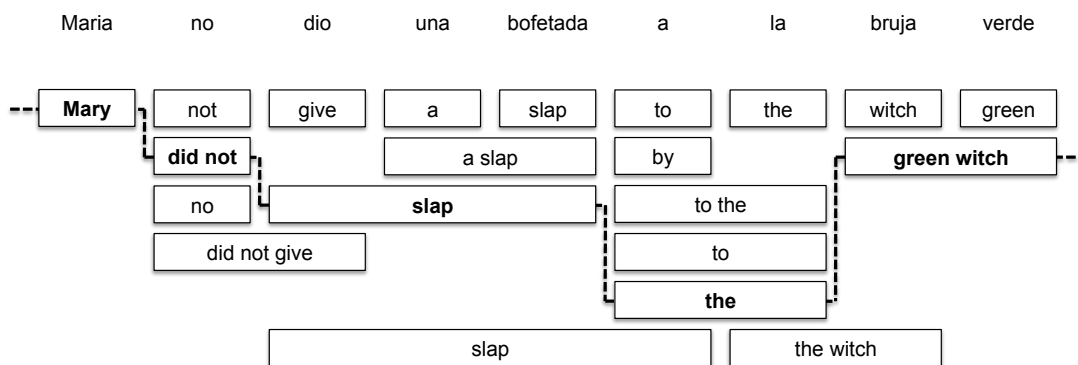 Maria no dio una bofetada a la bruja verde
Mary not give a slap to the witch green
did not a slap by green witch
no slap to the
did not give to
the
slap the witch